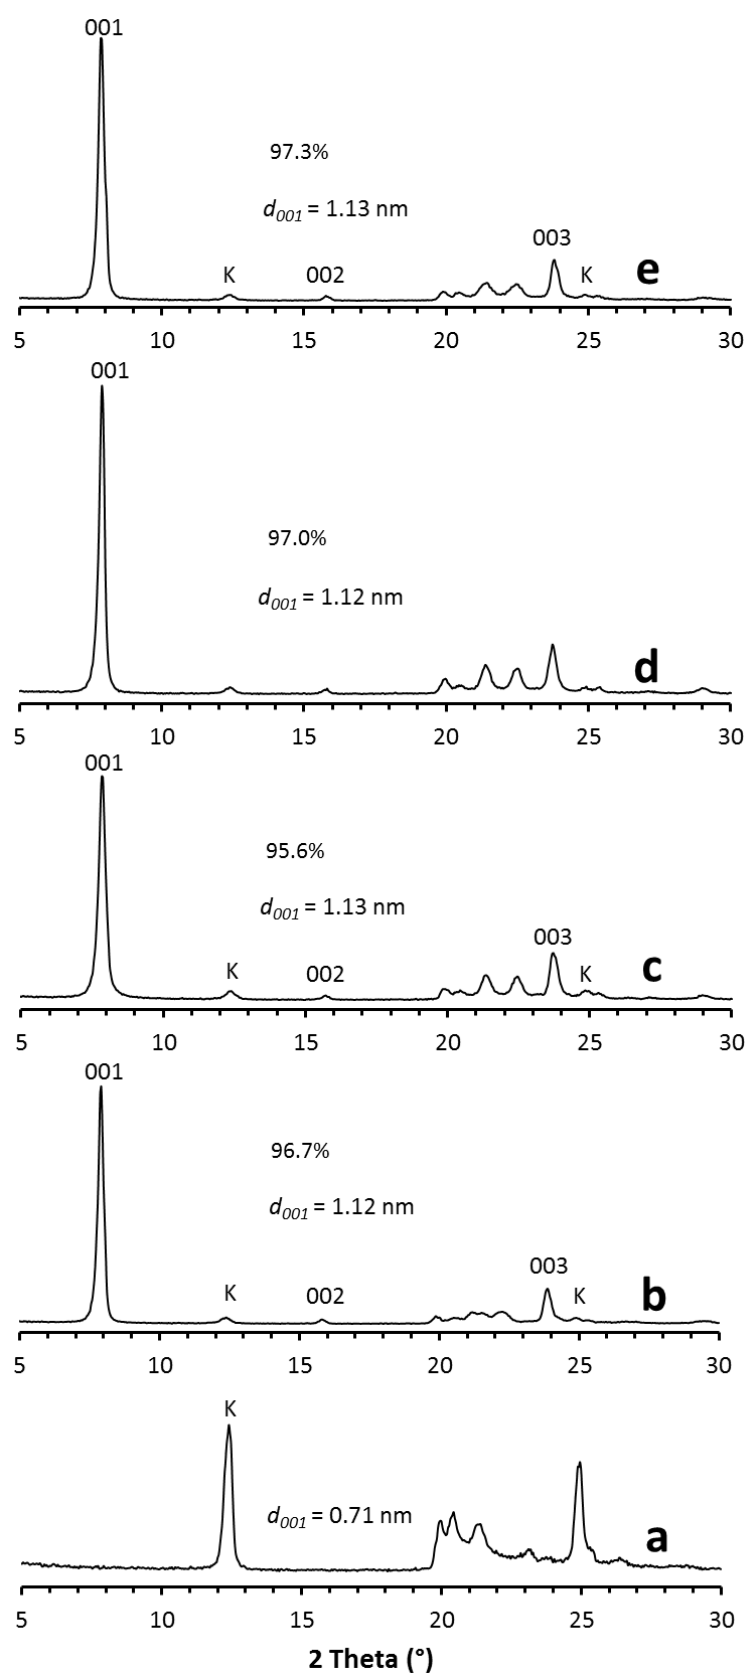 001
97.3%
d001 = 1.13 nm
003
K 002 K e
5 10 15 20 25 30
001
97.0%
d001 = 1.12 nm
d
5 10 15 20 25 30
001
95.6%
d001 = 1.13 nm
003
K 002 K c
5 10 15 20 25 30
001
96.7%
d001 = 1.12 nm
003
K 002 K b
5 10 15 20 25 30
K
d001 = 0.71 nm
a
5 10 15 20 25 30
2 Theta (°)